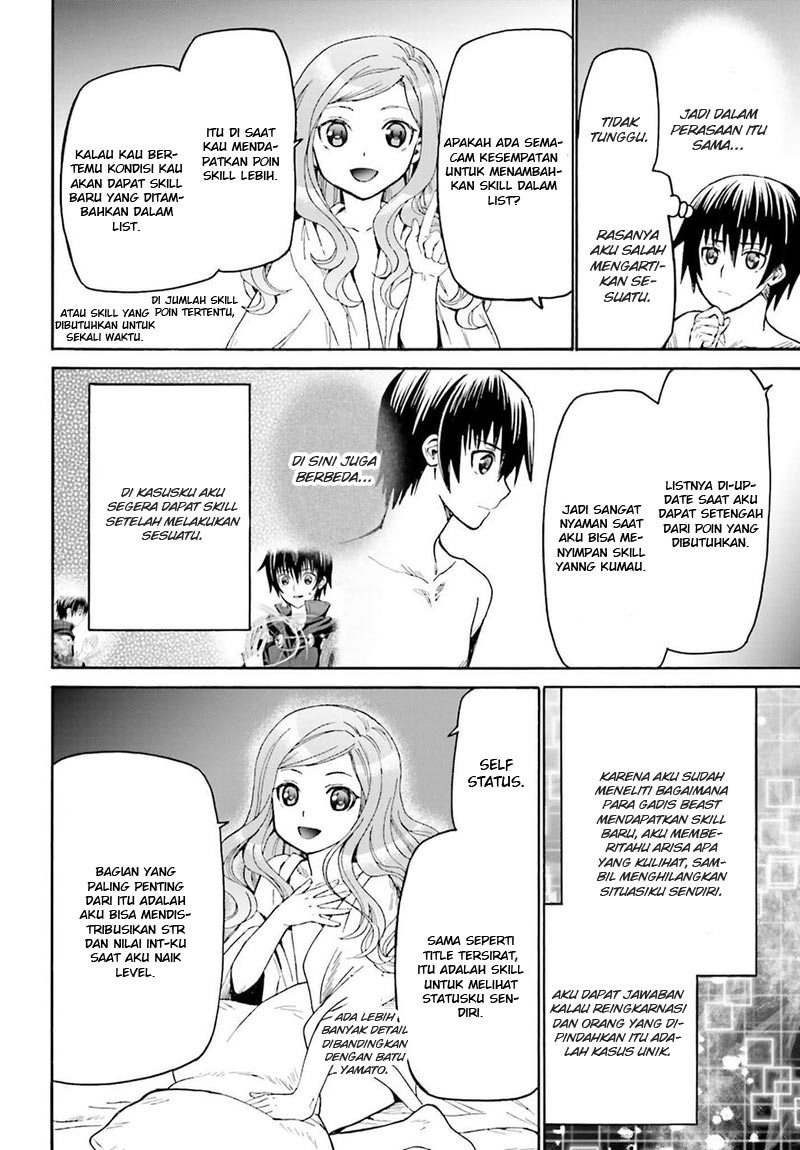 JADI DALAM
PERASAAN ITU
SAMA...
TIDAK
TUNGGU.
RASANYA
AKU SALAH
MENGARTI-
KAN SE-
SUATU.
APAKAH ADA SEMA-
CAM KESEMPATAN
UNTUK MENAMBAH-
KAN SKILL DALAM
LIST?
ITU DI SAAT
KAU MENDA-
PATKAN POIN
SKILL LEBIH.
KALAU KAU BER-
TEMU KONDISI KAU
AKAN DAPAT SKILL
BARU YANG DITAM-
BAHKAN DALAM
LIST.
DI JUMLAH SKILL
POIN TERTENTU,
ATAU SKILL YANG
DIBUTUHKAN UNTUK
SEKALI WAKTU.
LISTNYA DI-UP-
DATE SAAT AKU
DAPAT SETENGAH
DARI POIN YANG
DIBUTUHKAN.
JADI SANGAT
NYAMAN SAAT
AKU BISA ME-
NYIMPAN SKILL
YANNG KUMAU.
DI SINI JUGA
BERBEDA...
DI KASUSKU AKU
SEGERA DAPAT SKILL
SETELAH MELAKUKAN
SESUATU.
KARENA AKU SUDAH
MENELITI BAGAIMANA
PARA GADIS BEAST
MENDAPATKAN SKILL
BARU, AKU MEMBE-
RITAHU ARISA APA
YANG KULIHAT, SAM-
BIL MENGHILANGKAN
SITUASIKU SENDIRI.
AKU DAPAT JAWABAN
KALAU REINGKARNASI
DAN ORANG YANG DI-
PINDAHKAN ITU ADA-
LAH KASUS UNIK.
SELF
STATUS.
SAMA SEPERTI
TITLE TERSIRAT,
ITU ADALAH SKILL
UNTUK MELIHAT
STATUSKU SEN-
DIRI.
ADA LEBIH
BANYAK DETAIL
DIBANDINGKAN
DENGAN BATU
YAMATO.
BAGIAN YANG
PALING PENTING
DARI ITU ADALAH
AKU BISA MENDIS-
TRIBUSIKAN STR
DAN NILAI INT-KU
SAAT AKU NAIK
LEVEL.